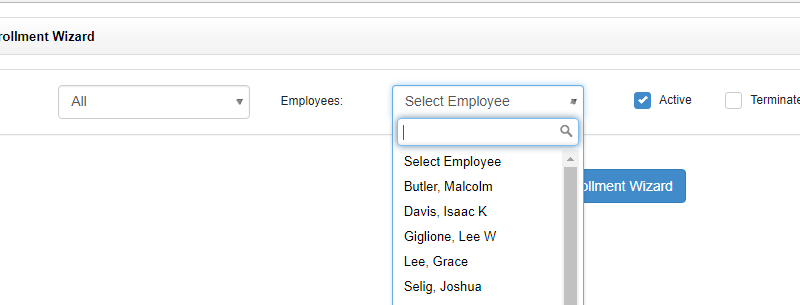 rollment Wizard
All
Employees:
Select Employee
Active
Terminate
Select Employee
Butler, Malcolm
ollment Wizard
Davis, Isaac K
Giglione, Lee W
Lee, Grace
Selig, Joshua